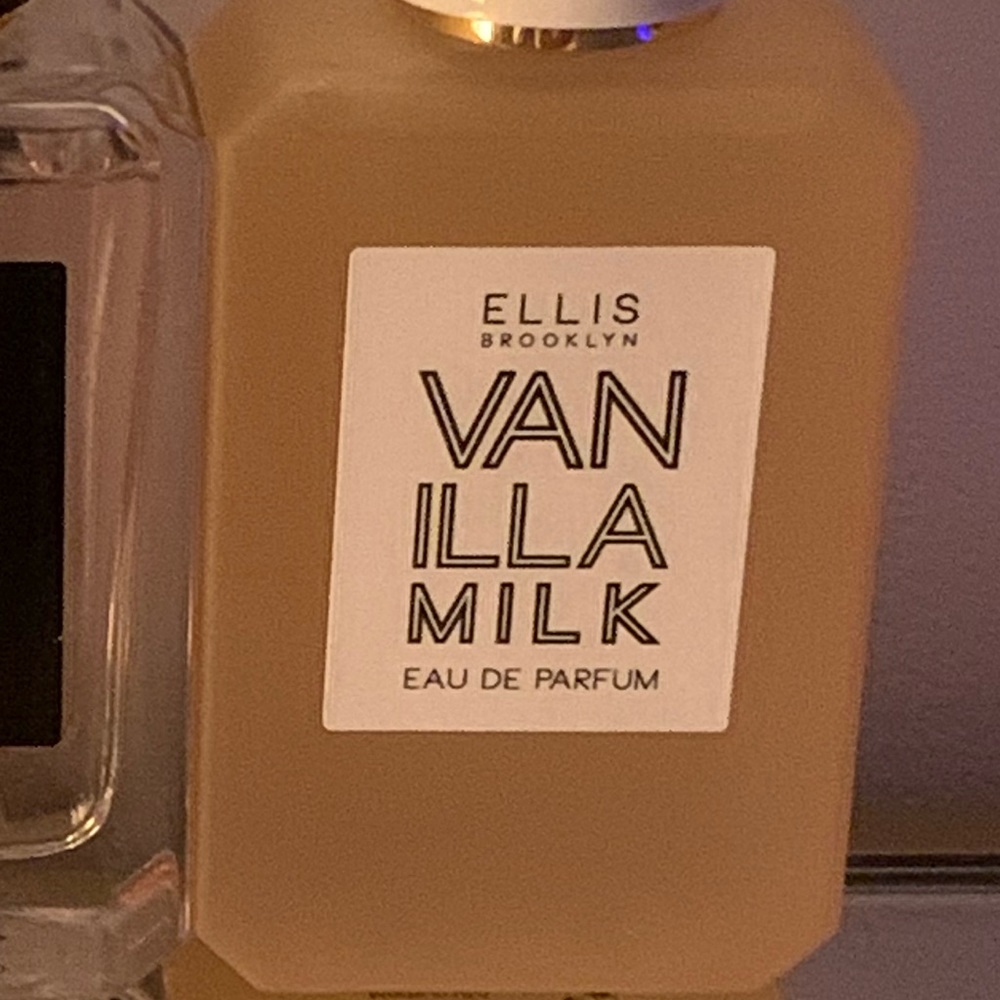 ELLIS
BROOKLYN
VAN
ILLA
MILK
EAU DE PARFUM